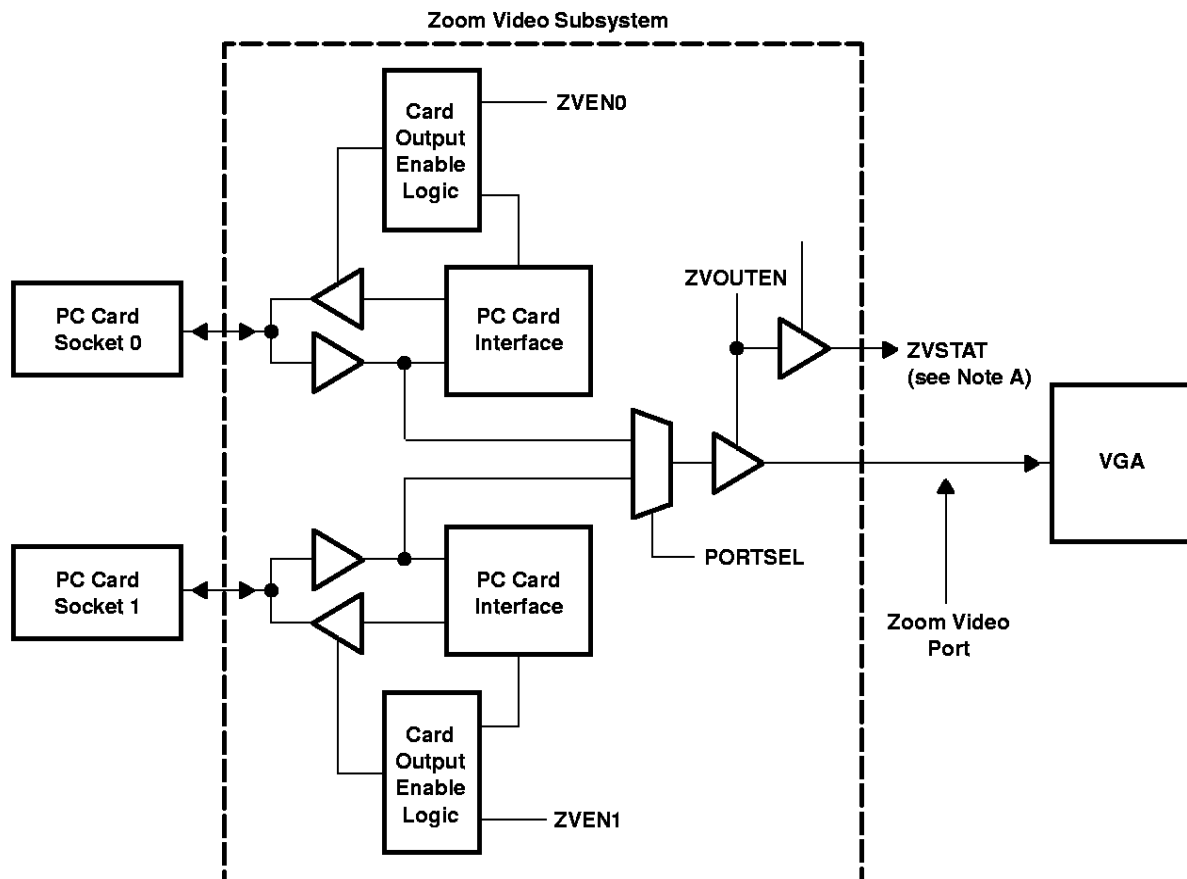 Zoom Video Subsystem
Card
Output
Enable
Logic
ZVEN0
PC Card
Socket 0
PC Card
Interface
ZVOUTEN
ZVSTAT
(see Note A)
VGA
PORTSEL
PC Card
Socket 1
PC Card
Interface
Zoom Video
Port
Card
Output
Enable
Logic
ZVEN1